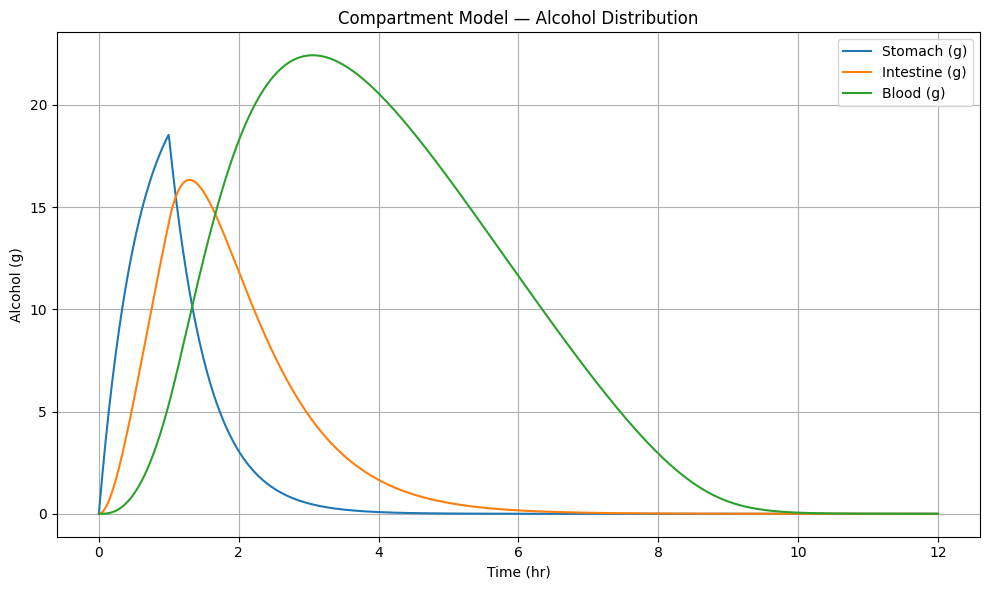 Compartment Model — Alcohol Distribution
Stomach (g)
Intestine (g)
Blood (g)
Alcohol (g)
20
15
10
5
0
0 2 4 6 8 10 12
Time (hr)